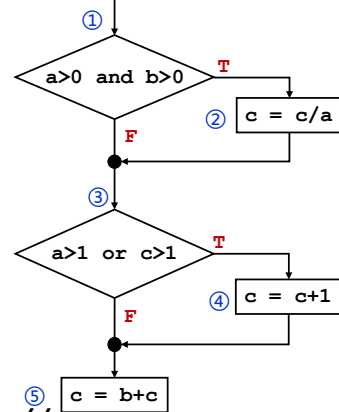 ①
a>0 and b>0
T
② c = c/a
F
③
a>1 or c>1
T
④ c = c+1
F
⑤ c = b+c